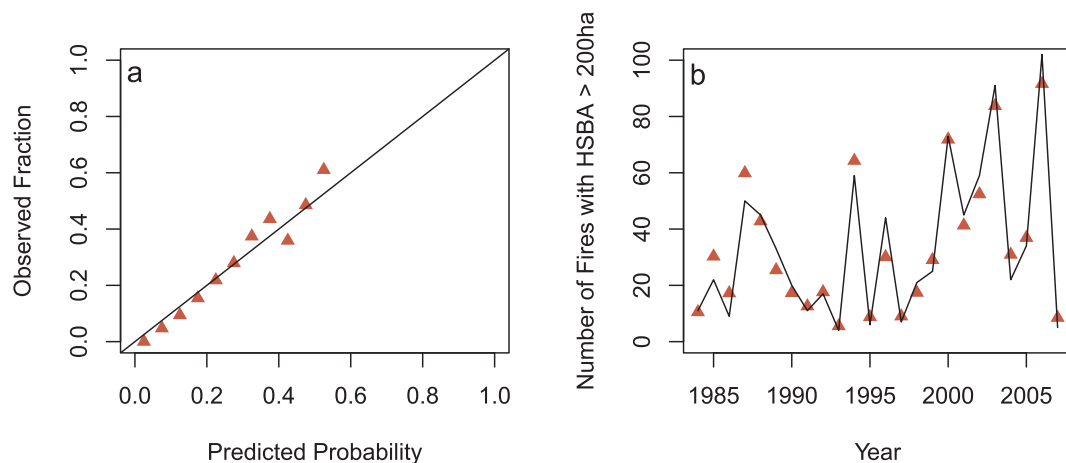 a
Observed Fraction
1.0
0.8
0.6
0.4
0.2
0.0
0.0 0.2 0.4 0.6 0.8 1.0
Predicted Probability
b
Number of Fires with HSBA > 200ha
100
80
60
40
20
0
1985 1990 1995 2000 2005
Year